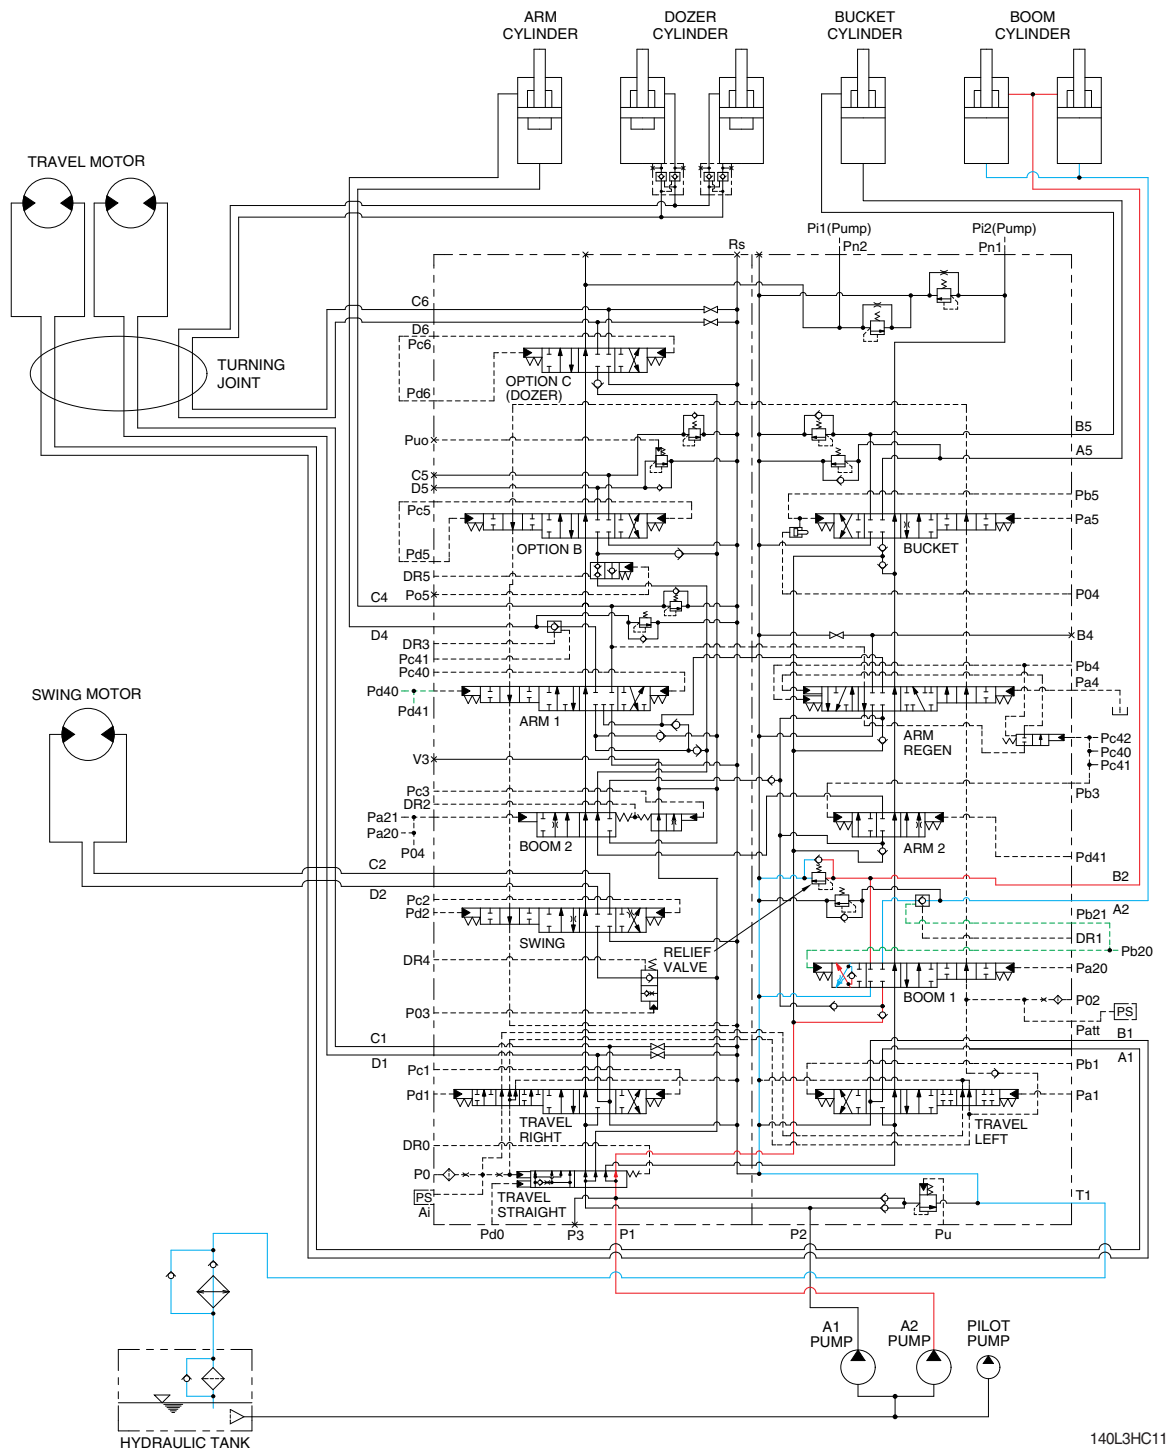 ARM
CYLINDER
DOZER
CYLINDER
BUCKET
CYLINDER
BOOM
CYLINDER
TRAVEL MOTOR
TURNING
JOINT
Rs
Pi1(Pump)
Pn2
Pi2(Pump)
Pn1
C6
D6
Pc6
Pd6
OPTION C
(DOZER)
Puo
C5
D5
Pc5
Pd5
OPTION B
DR5
Po5
C4
D4
DR3
Pc41
Pc40
Pd40
Pd41
ARM 1
B5
A5
Pb5
Pa5
BUCKET
P04
B4
Pb4
Pa4
ARM
REGEN
Pc42
Pc40
Pc41
SWING MOTOR
V3
Pc3
DR2
Pa21
Pa20
P04
BOOM 2
Pb3
ARM 2
Pd41
C2
D2
Pc2
Pd2
SWING
B2
A2
Pb21
DR1
Pb20
RELIEF
VALVE
DR4
BOOM 1
Pa20
P03
P02
PS
Patt
C1
D1
Pc1
Pd1
TRAVEL
RIGHT
B1
A1
Pb1
Pa1
TRAVEL
LEFT
DR0
P0
PS
Ai
TRAVEL
STRAIGHT
T1
Pd0
P3
P1
P2
Pu
A1
PUMP
A2
PUMP
PILOT
PUMP
HYDRAULIC TANK
140L3HC11